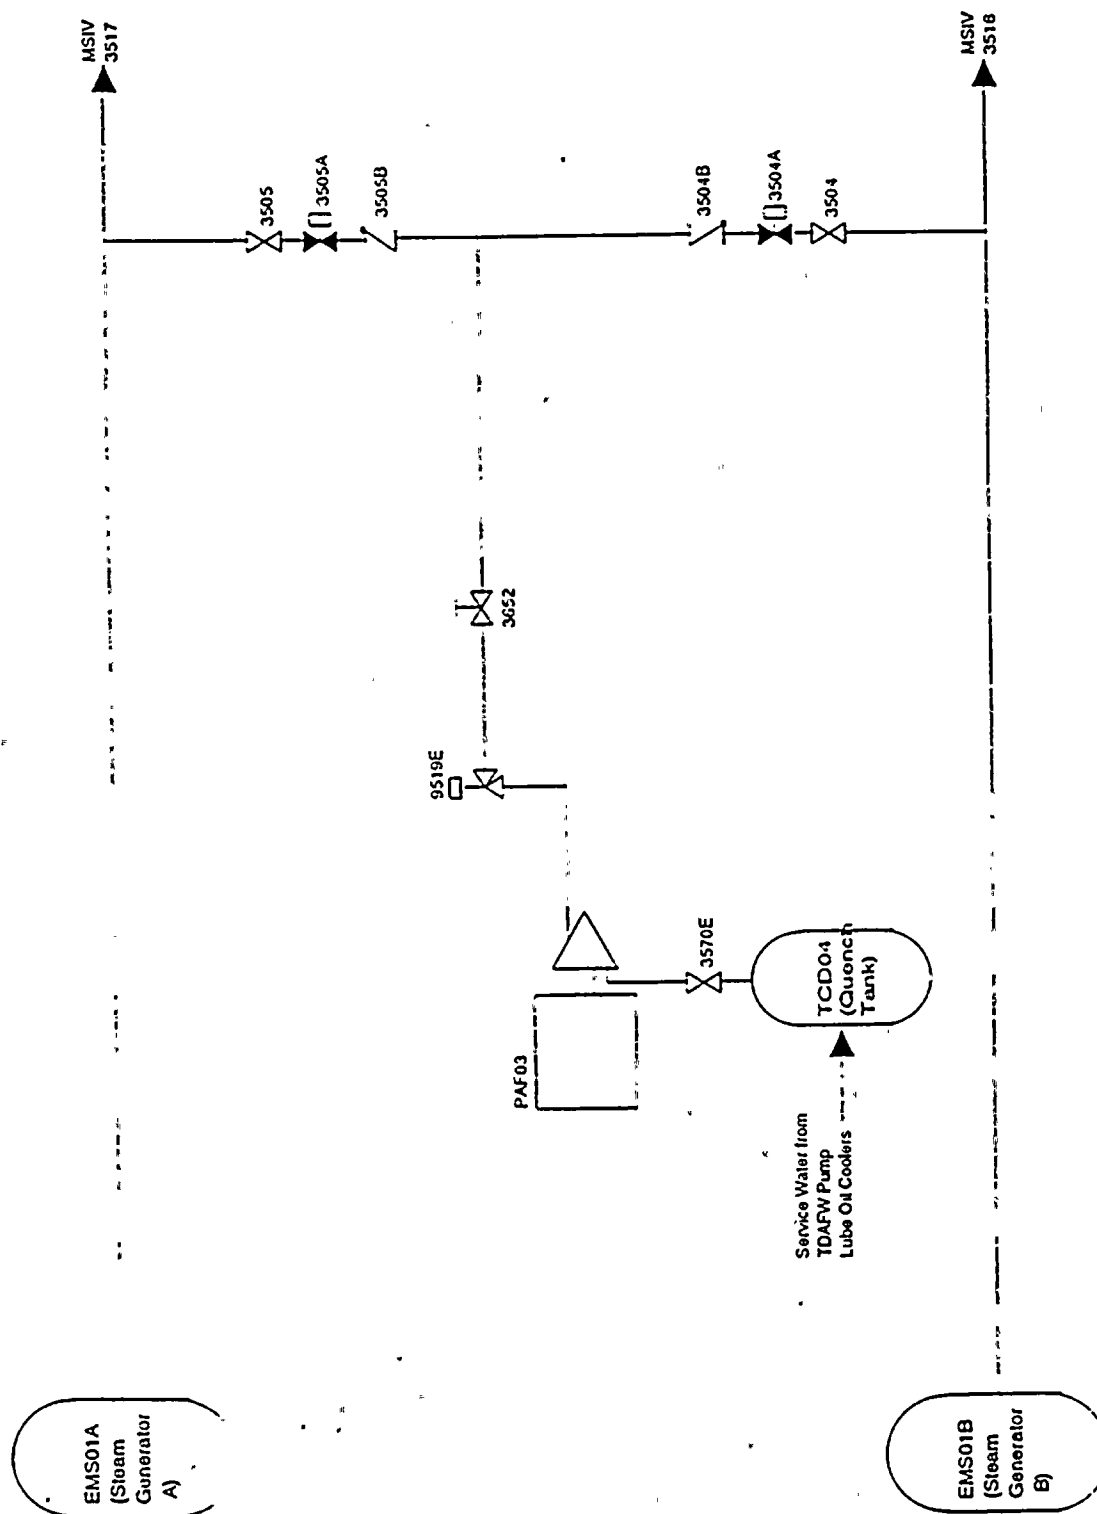 MSIV
3517
MSIV
3516
3505
3505A
3505B
3504B
3504A
3504
3652
9519E
3570E
PAF03
TCD04
(Quench
Tank)
Service Water from
TDAFW Pump
Lube Oil Coolers
EMS01A
(Steam
Generator
A)
EMS01B
(Steam
Generator
B)